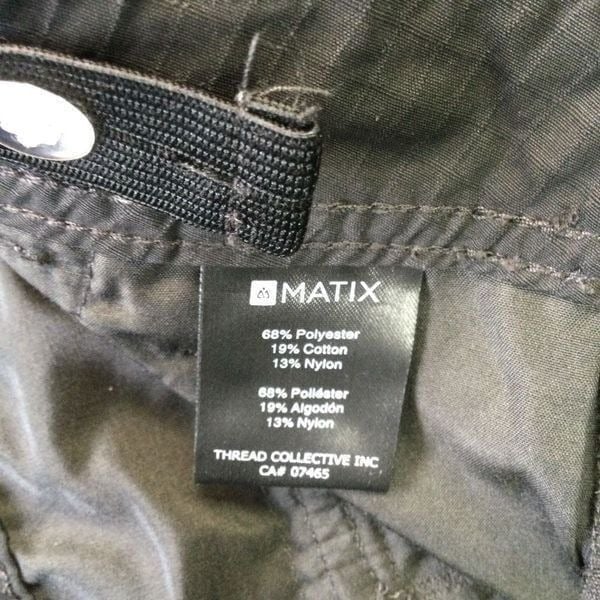 MATIX
68% Polyester
19% Cotton
13% Nylon
68% Poliéster
19% Algodón
13% Nylon
THREAD COLLECTIVE INC
CA# 07465